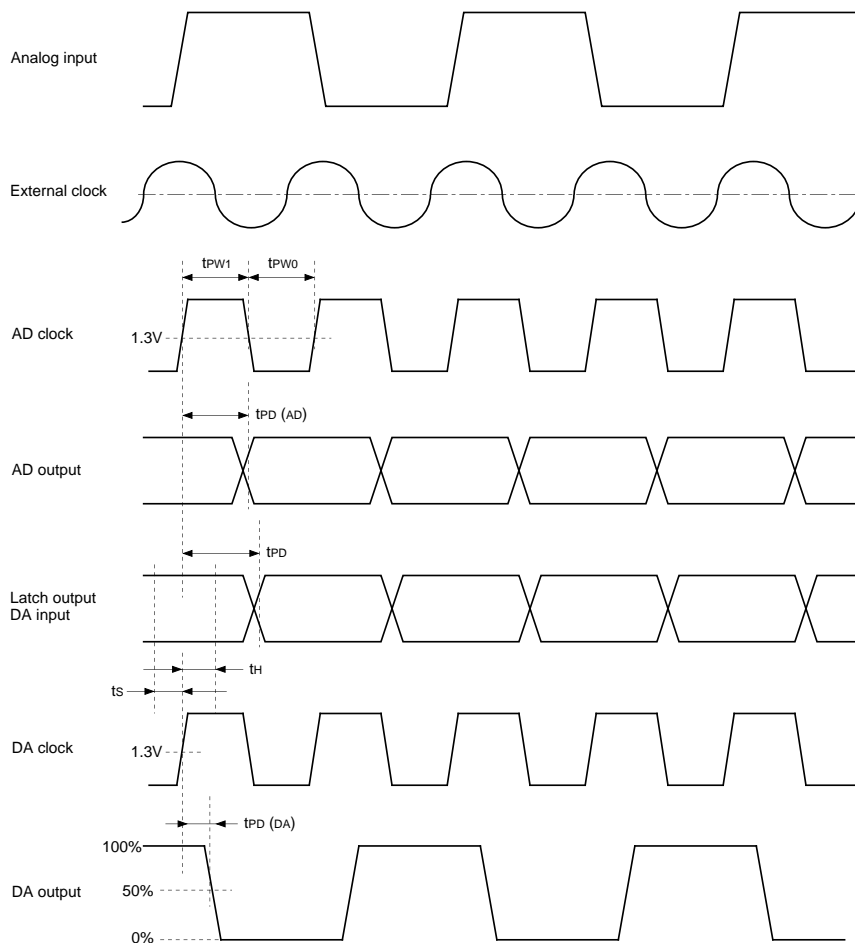 Analog input
External clock
tPW1 tPW0
AD clock
1.3V
tPD (AD)
AD output
tPD
Latch output
DA input
tH
tS
DA clock
1.3V
tPD (DA)
100%
DA output
50%
0%